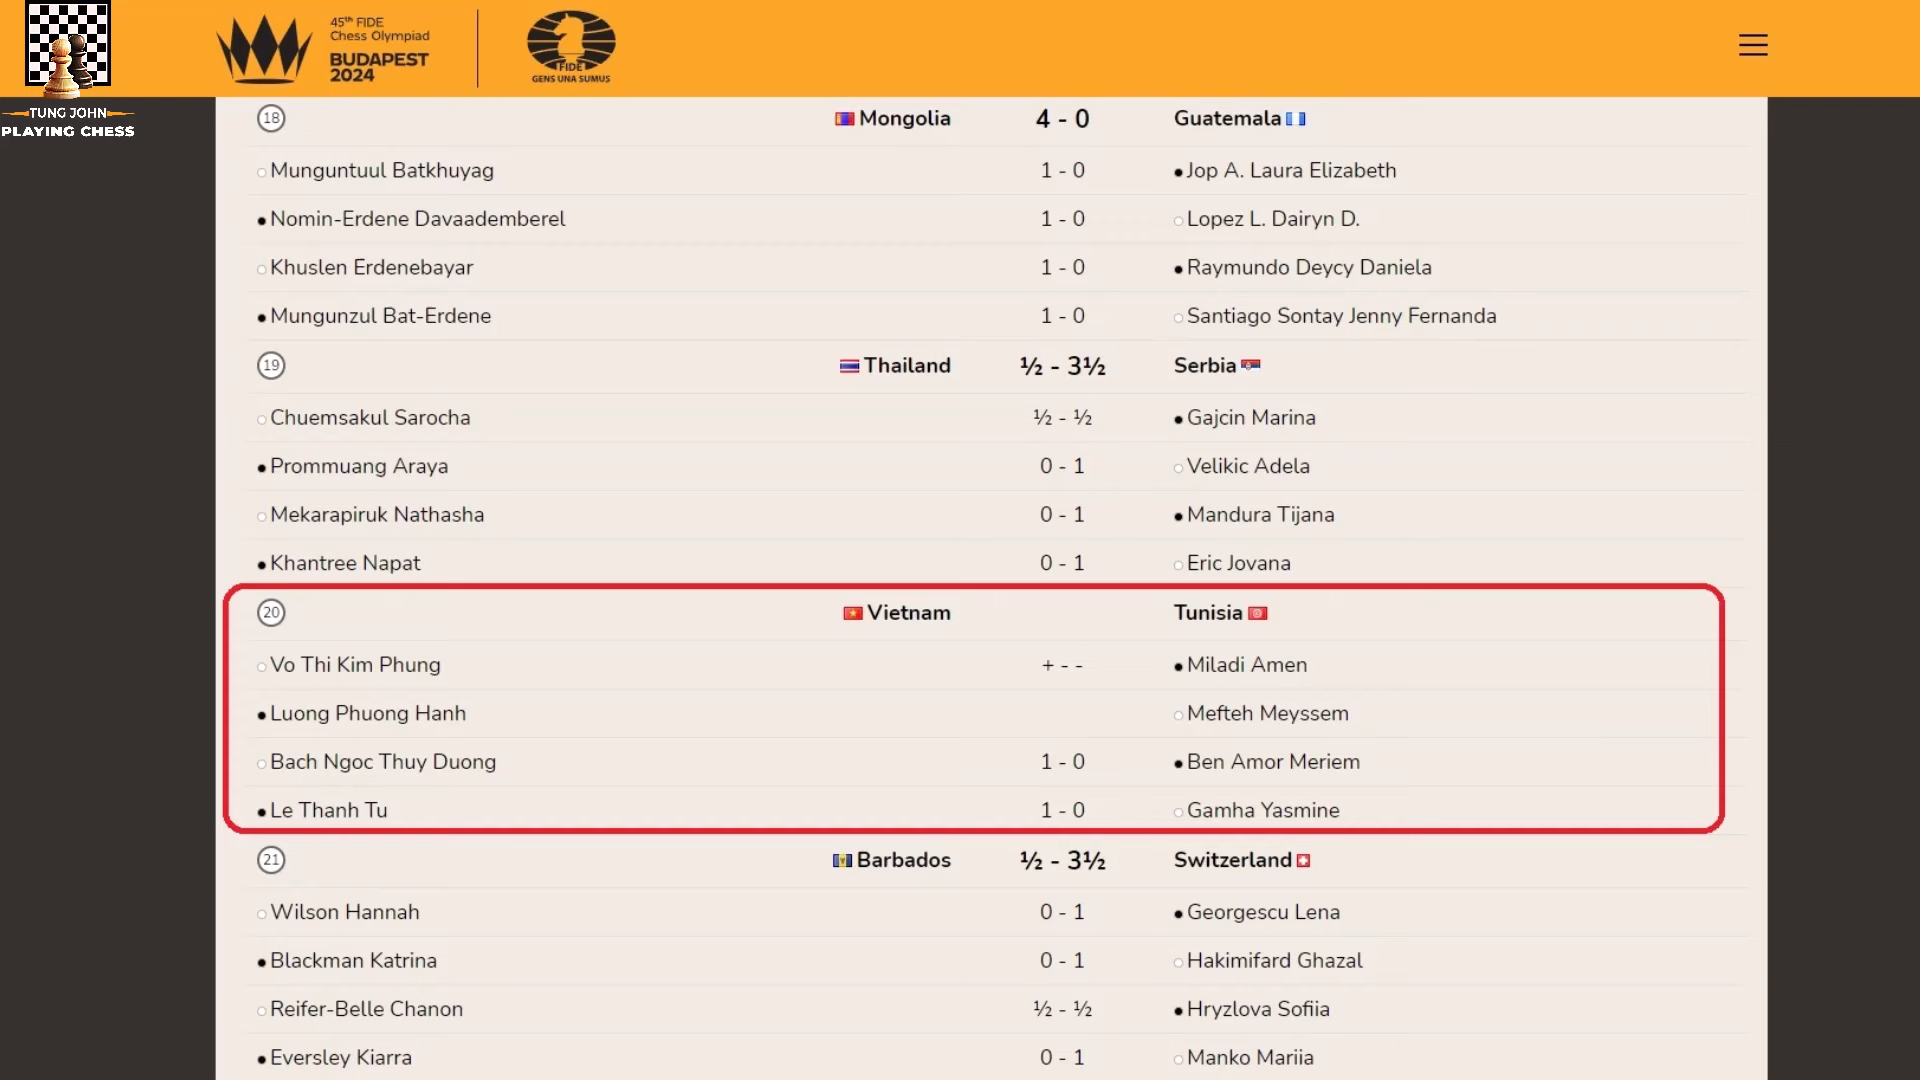 45th FIDE
Chess Olympiad
BUDAPEST
2024
FIDE
GENS UNA SUMUS
TUNG JOHN
PLAYING CHESS
18 Mongolia 4 - 0 Guatemala
Munguntuul Batkhuyag 1 - 0 Jop A. Laura Elizabeth
Nomin-Erdene Davaademberel 1 - 0 Lopez L. Dairyn D.
Khuslen Erdenebayar 1 - 0 Raymundo Deycy Daniela
Mungunzul Bat-Erdene 1 - 0 Santiago Sontay Jenny Fernanda
19 Thailand ½ - 3½ Serbia
Chuemsakul Sarocha ½ - ½ Gajcin Marina
Prommuang Araya 0 - 1 Velikic Adela
Mekarapiruk Nathasha 0 - 1 Mandura Tijana
Khantree Napat 0 - 1 Eric Jovana
20 Vietnam Tunisia
Vo Thi Kim Phung + - - Miladi Amen
Luong Phuong Hanh Mefteh Meyssem
Bach Ngoc Thuy Duong 1 - 0 Ben Amor Meriem
Le Thanh Tu 1 - 0 Gamha Yasmine
21 Barbados ½ - 3½ Switzerland
Wilson Hannah 0 - 1 Georgescu Lena
Blackman Katrina 0 - 1 Hakimifard Ghazal
Reifer-Belle Chanon ½ - ½ Hryzlova Sofiia
Eversley Kiarra 0 - 1 Manko Mariia